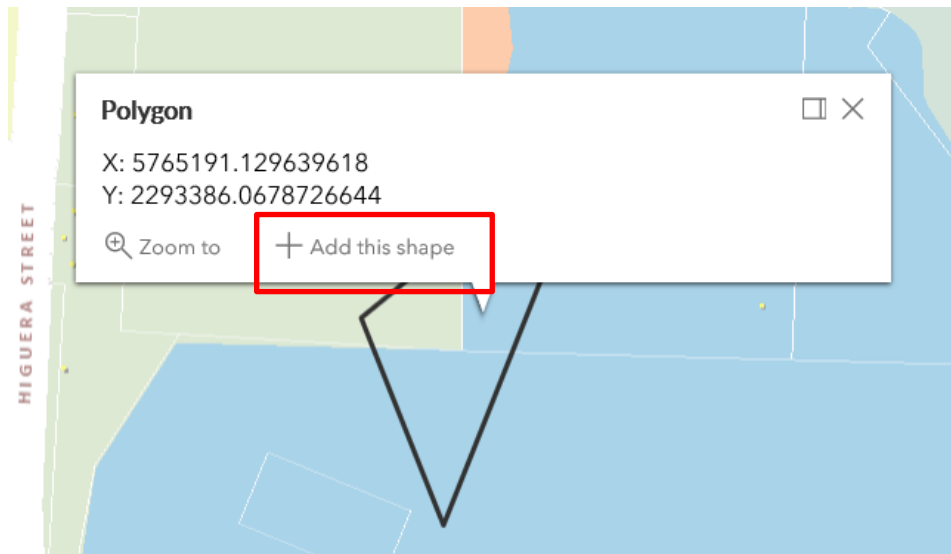 Polygon
X: 5765191.129639618
Y: 2293386.0678726644
Zoom to
Add this shape
HIGUERA STREET